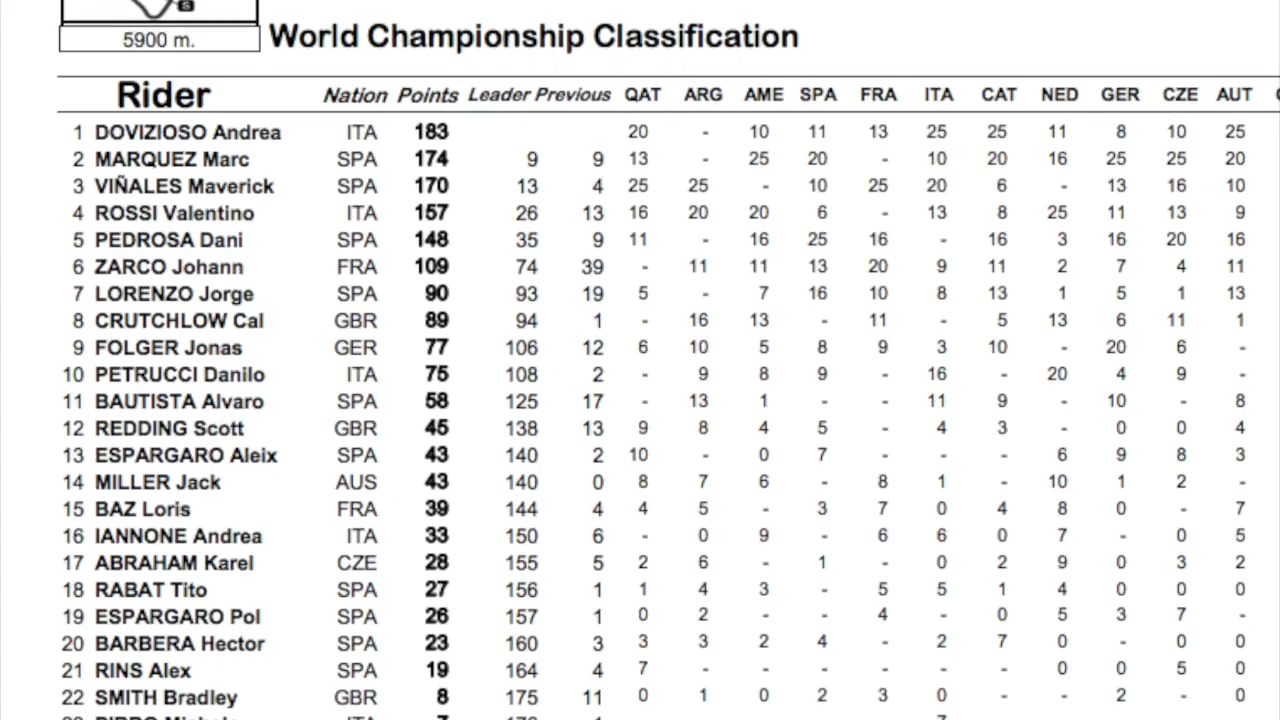 S
5900 m.
World Championship Classification
Rider Nation Points Leader Previous QAT ARG AME SPA FRA ITA CAT NED GER CZE AUT
1 DOVIZIOSO Andrea ITA 183 20 - 10 11 13 25 25 11 8 10 25
2 MARQUEZ Marc SPA 174 9 9 13 - 25 20 - 10 20 16 25 25 20
3 VIÑALES Maverick SPA 170 13 4 25 25 - 10 25 20 6 - 13 16 10
4 ROSSI Valentino ITA 157 26 13 16 20 20 6 - 13 8 25 11 13 9
5 PEDROSA Dani SPA 148 35 9 11 - 16 25 16 - 16 3 16 20 16
6 ZARCO Johann FRA 109 74 39 - 11 11 13 20 9 11 2 7 4 11
7 LORENZO Jorge SPA 90 93 19 5 - 7 16 10 8 13 1 5 1 13
8 CRUTCHLOW Cal GBR 89 94 1 - 16 13 - 11 - 5 13 6 11 1
9 FOLGER Jonas GER 77 106 12 6 10 5 8 9 3 10 - 20 6 -
10 PETRUCCI Danilo ITA 75 108 2 - 9 8 9 - 16 - 20 4 9 -
11 BAUTISTA Alvaro SPA 58 125 17 - 13 1 - - 11 9 - 10 - 8
12 REDDING Scott GBR 45 138 13 9 8 4 5 - 4 3 - 0 0 4
13 ESPARGARO Aleix SPA 43 140 2 10 - 0 7 - - - 6 9 8 3
14 MILLER Jack AUS 43 140 0 8 7 6 - 8 1 - 10 1 2 -
15 BAZ Loris FRA 39 144 4 4 5 - 3 7 0 4 8 0 - 7
16 IANNONE Andrea ITA 33 150 6 - 0 9 - 6 6 0 7 - 0 5
17 ABRAHAM Karel CZE 28 155 5 2 6 - 1 - 0 2 9 0 3 2
18 RABAT Tito SPA 27 156 1 1 4 3 - 5 5 1 4 0 0 0
19 ESPARGARO Pol SPA 26 157 1 0 2 - - 4 - 0 5 3 7 -
20 BARBERA Hector SPA 23 160 3 3 3 2 4 - 2 7 0 - 0 0
21 RINS Alex SPA 19 164 4 7 - - - - - - 0 0 5 0
22 SMITH Bradley GBR 8 175 11 0 1 0 2 3 0 - - 2 - 0